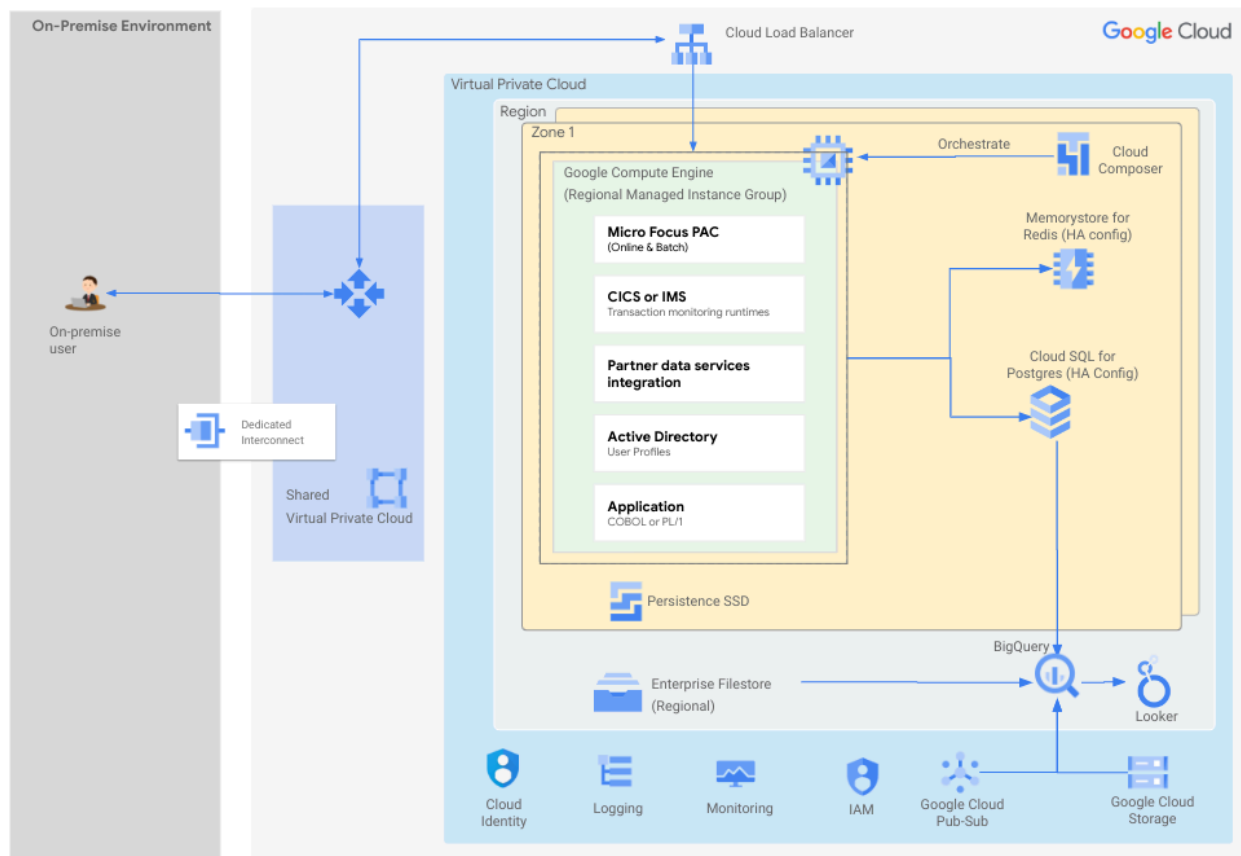 On-Premise Environment
Cloud Load Balancer
Google Cloud
Virtual Private Cloud
Region
Zone 1
Google Compute Engine
(Regional Managed Instance Group)
Micro Focus PAC
(Online & Batch)
CICS or IMS
Transaction monitoring runtimes
Partner data services
integration
Active Directory
User Profiles
Application
COBOL or PL/1
Persistence SSD
Orchestrate
Cloud
Composer
Memorystore for
Redis (HA config)
Cloud SQL for
Postgres (HA Config)
On-premise
user
Dedicated
Interconnect
Shared
Virtual Private Cloud
BigQuery
Enterprise Filestore
(Regional)
Looker
Cloud
Identity
Logging
Monitoring
IAM
Google Cloud
Pub-Sub
Google Cloud
Storage